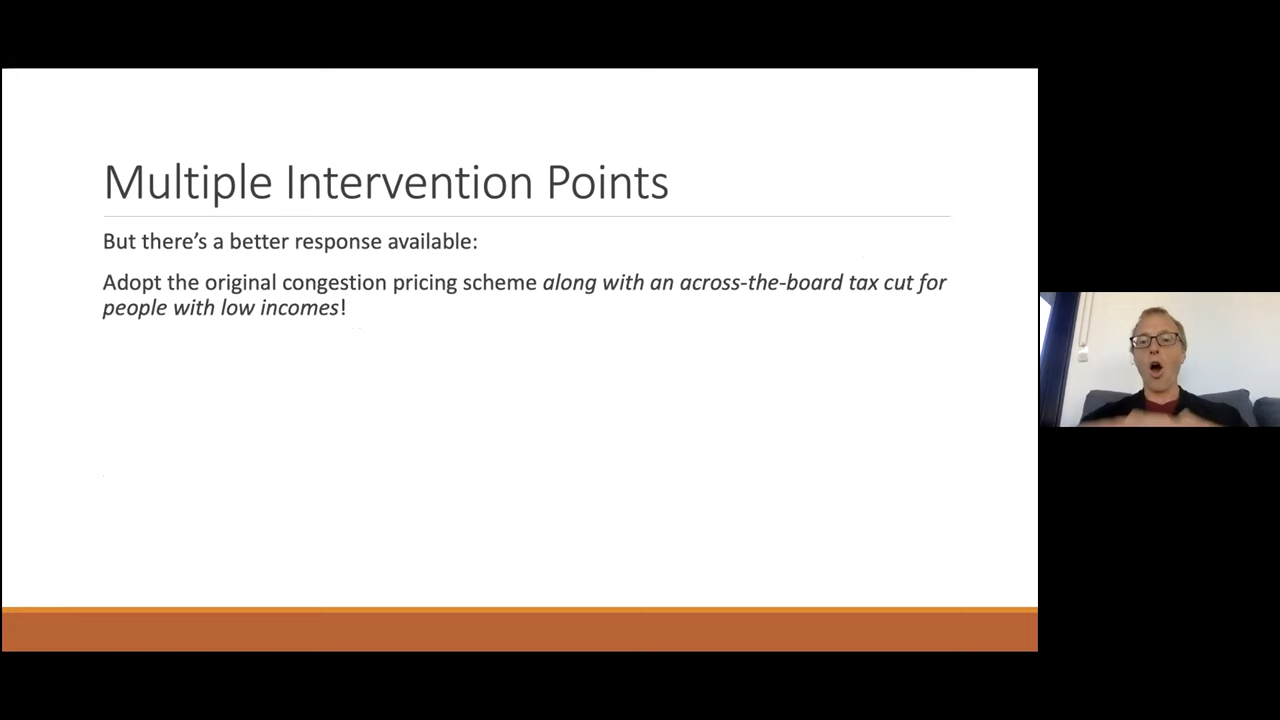 Multiple Intervention Points
But there’s a better response available:
Adopt the original congestion pricing scheme along with an across-the-board tax cut for
people with low incomes!